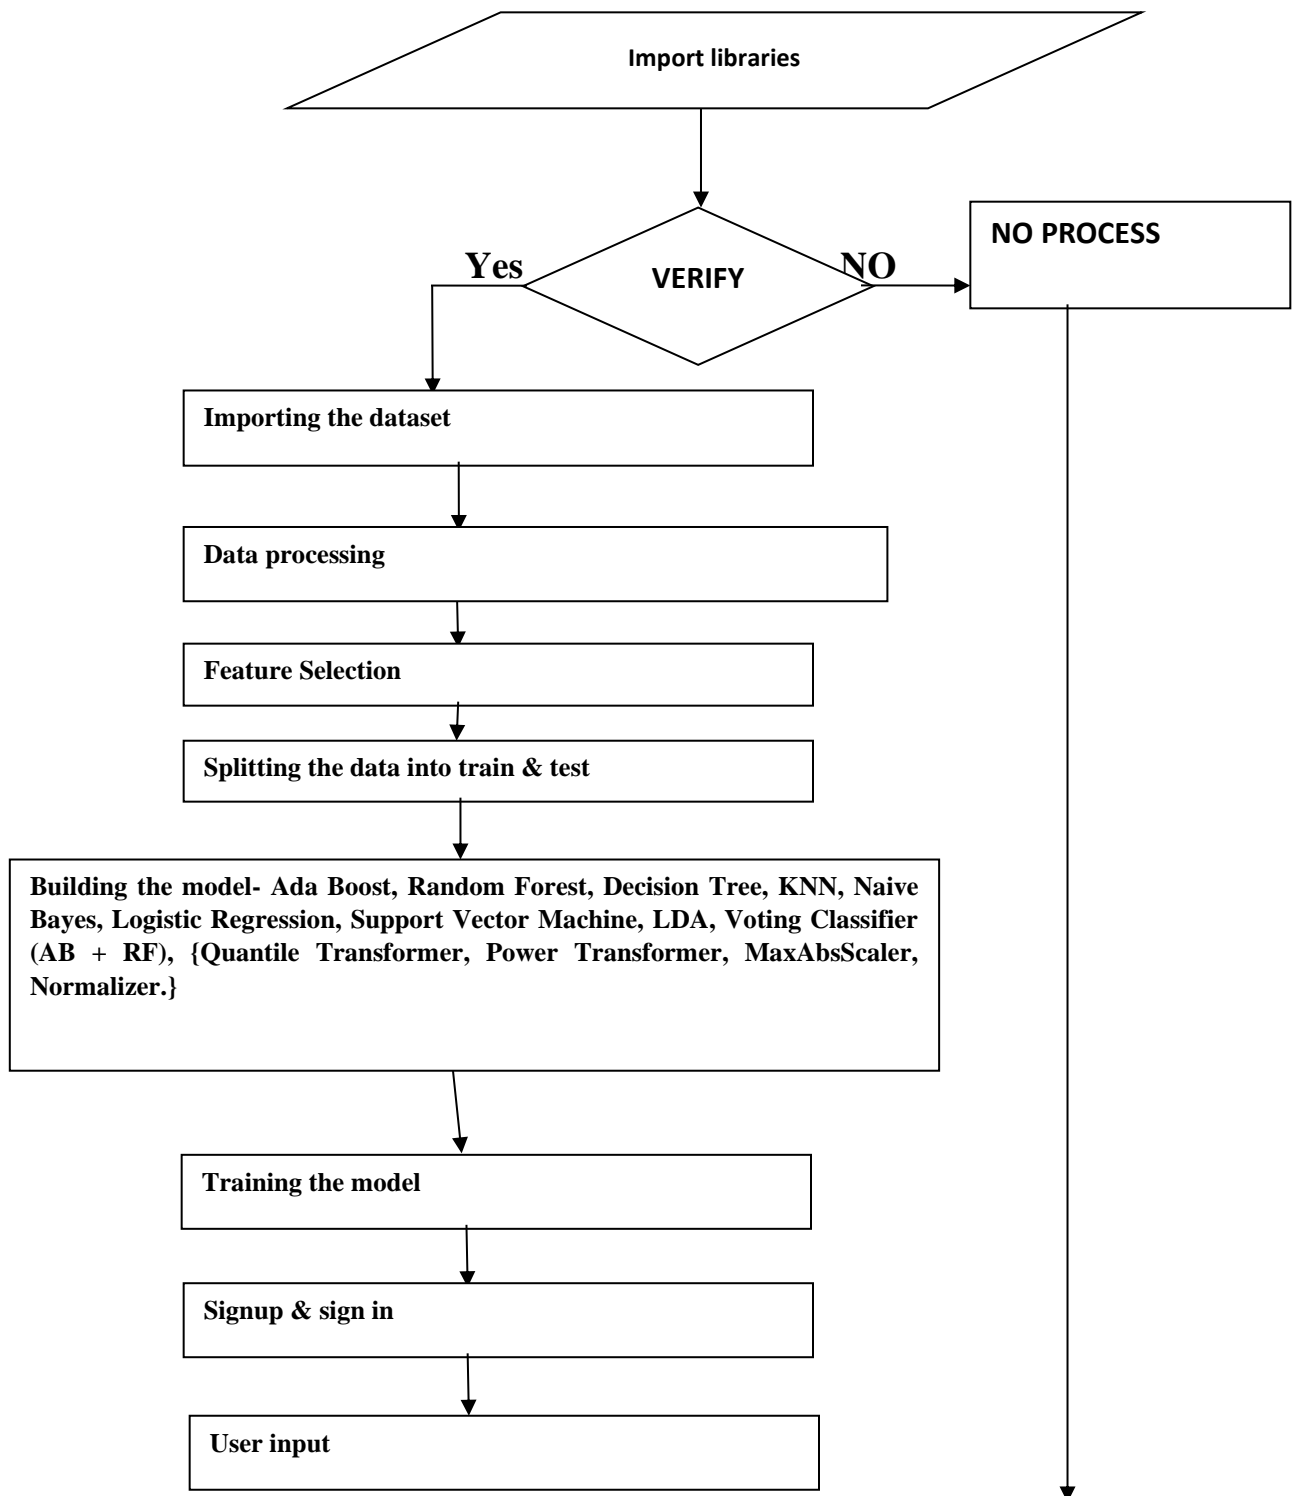 Import libraries
Yes
VERIFY
NO
NO PROCESS
Importing the dataset
Data processing
Feature Selection
Splitting the data into train & test
Building the model- Ada Boost, Random Forest, Decision Tree, KNN, Naive
Bayes, Logistic Regression, Support Vector Machine, LDA, Voting Classifier
(AB + RF), {Quantile Transformer, Power Transformer, MaxAbsScaler,
Normalizer.}
Training the model
Signup & sign in
User input